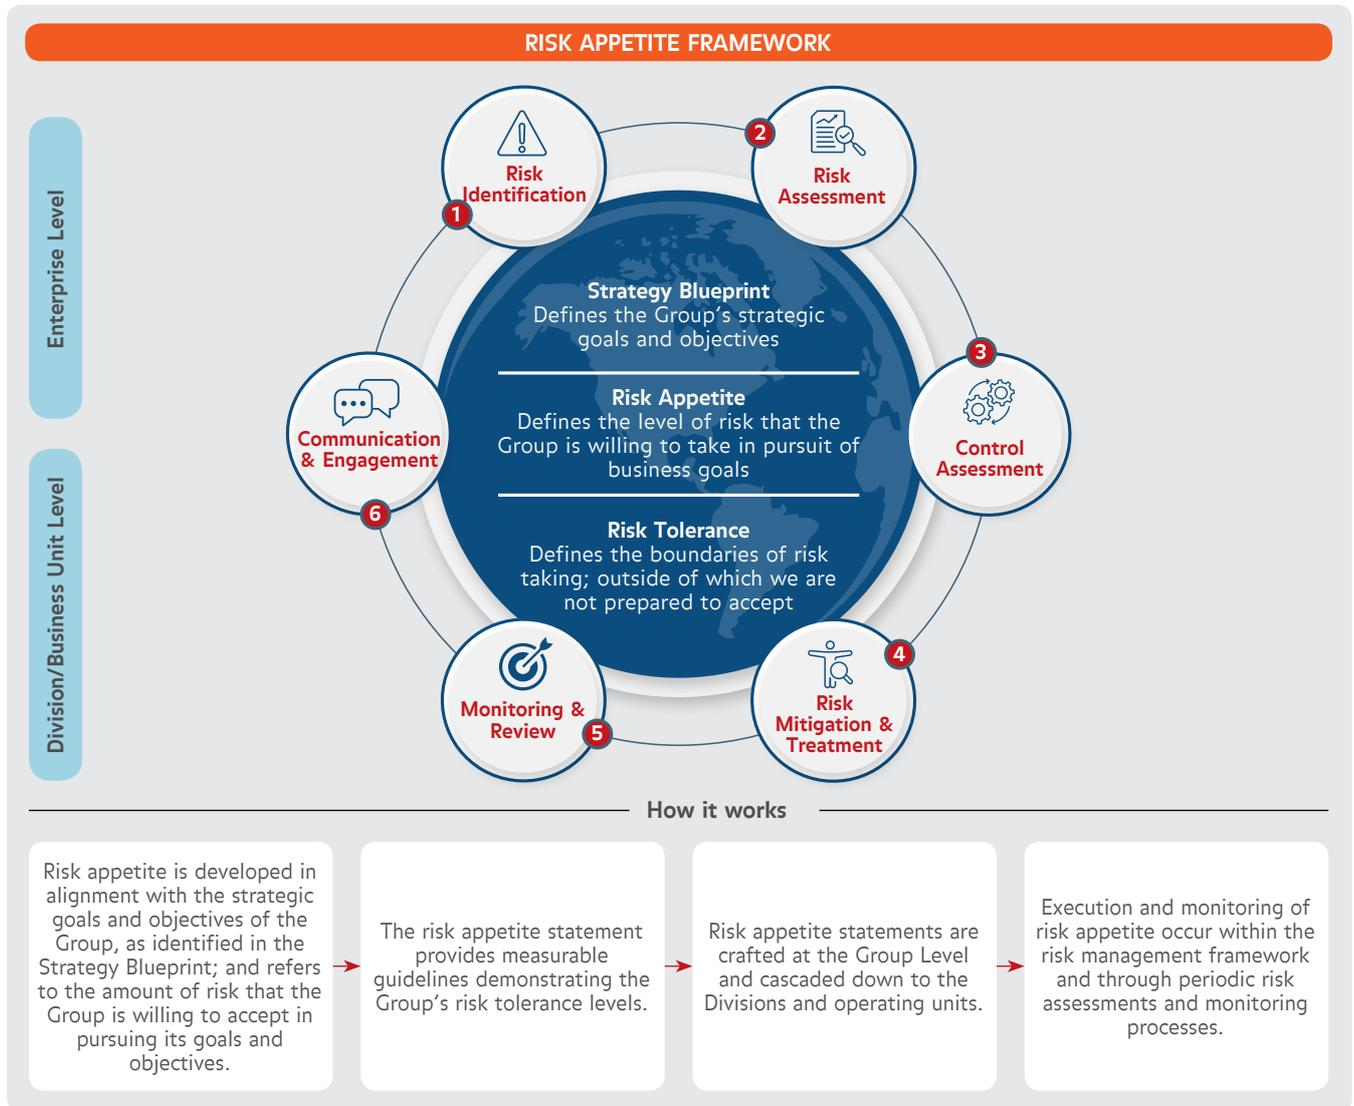 RISK APPETITE FRAMEWORK
Enterprise Level
Division/Business Unit Level
1
Risk
Identification
2
Risk
Assessment
3
Control
Assessment
4
Risk
Mitigation &
Treatment
5
Monitoring &
Review
6
Communication
& Engagement
Strategy Blueprint
Defines the Group's strategic
goals and objectives
Risk Appetite
Defines the level of risk that the
Group is willing to take in pursuit of
business goals
Risk Tolerance
Defines the boundaries of risk
taking; outside of which we are
not prepared to accept
How it works
Risk appetite is developed in
alignment with the strategic
goals and objectives of the
Group, as identified in the
Strategy Blueprint; and refers
to the amount of risk that the
Group is willing to accept in
pursuing its goals and
objectives.
The risk appetite statement
provides measurable
guidelines demonstrating the
Group's risk tolerance levels.
Risk appetite statements are
crafted at the Group Level
and cascaded down to the
Divisions and operating units.
Execution and monitoring of
risk appetite occur within the
risk management framework
and through periodic risk
assessments and monitoring
processes.